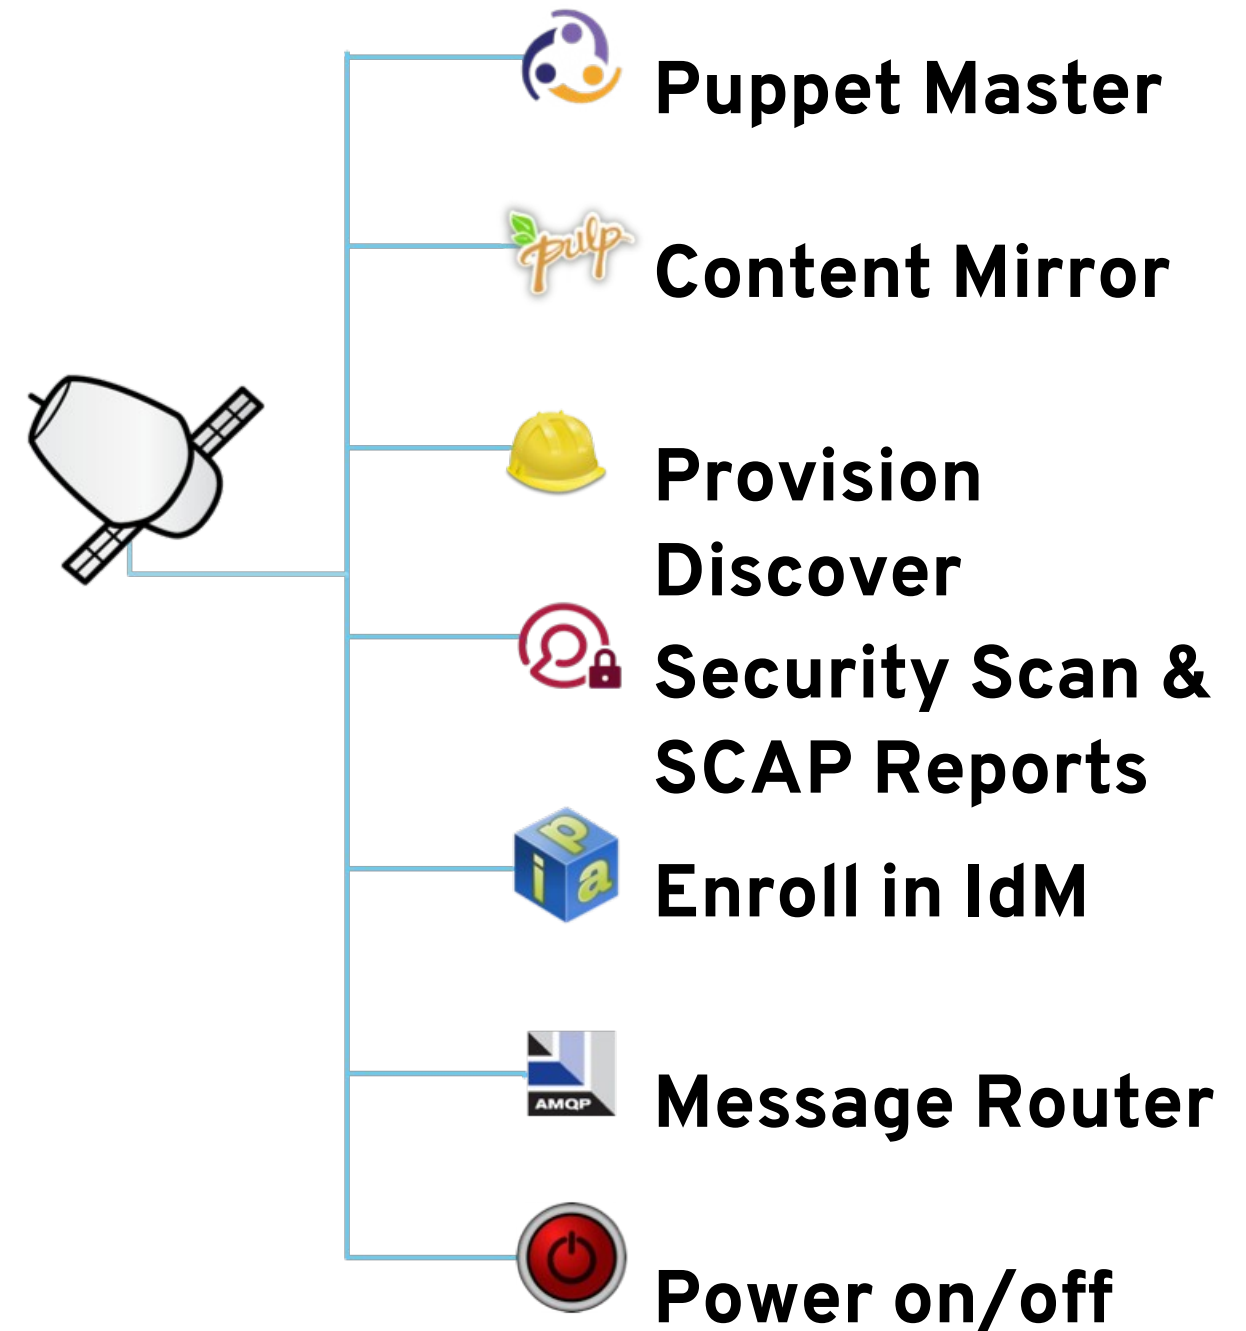 Puppet Master
pulp
Content Mirror
Provision
Discover
Security Scan &
SCAP Reports
i p a
Enroll in IdM
AMQP
Message Router
Power on/off